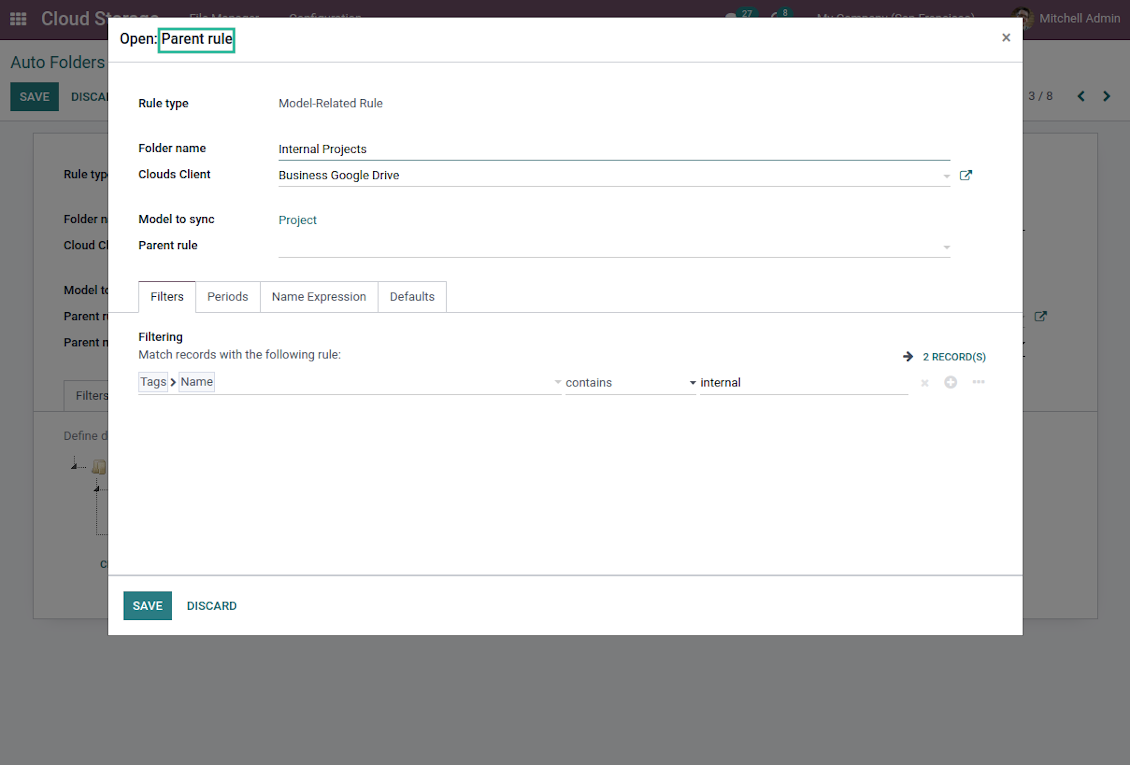 Cloud Storage File Manager Configuration 27 8 My Company (San Francisco) Mitchell Admin
Open: Parent rule ×
Auto Folders
SAVE DISCA
3 / 8
Rule type Model-Related Rule
Folder name Internal Projects
Clouds Client Business Google Drive
Model to sync Project
Parent rule
Filters Periods Name Expression Defaults
Filtering
Match records with the following rule:
2 RECORD(S)
Tags Name contains internal
SAVE DISCARD
Rule typ
Folder n
Cloud Cl
Model to
Parent ru
Parent m
Filters
Define d
C